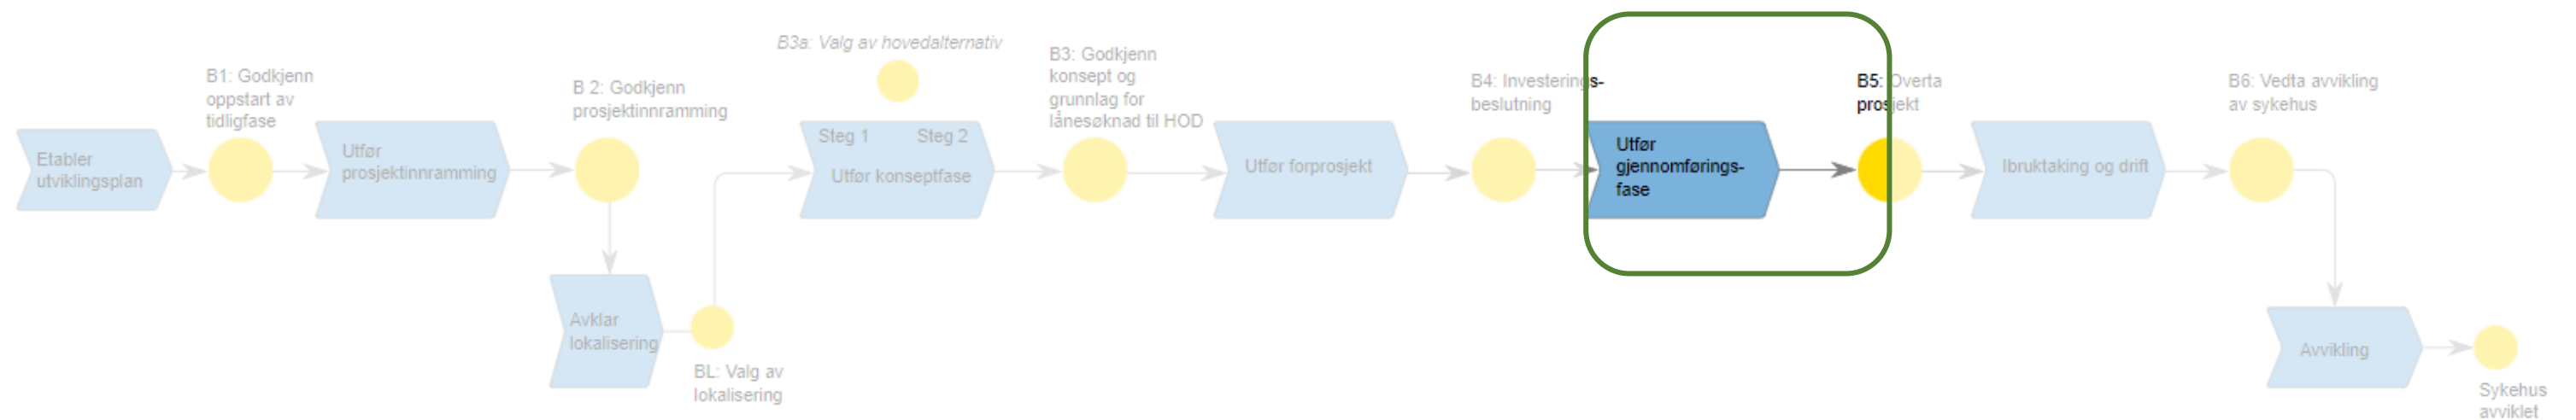 Etabler
utviklingsplan
B1: Godkjenn
oppstart av
tidligfase
Utfør
prosjektinnramming
B 2: Godkjenn
prosjektinnramming
Avklar
lokalisering
BL: Valg av
lokalisering
B3a: Valg av hovedalternativ
Steg 1 Steg 2
Utfør konseptfase
B3: Godkjenn
konsept og
grunnlag for
lånesøknad til HOD
Utfør forprosjekt
B4: Investerings-
beslutning
Utfør
gjennomførings-
fase
B5: Overta
prosjekt
Ibruktaking og drift
B6: Vedta avvikling
av sykehus
Avvikling
Sykehus
avviklet